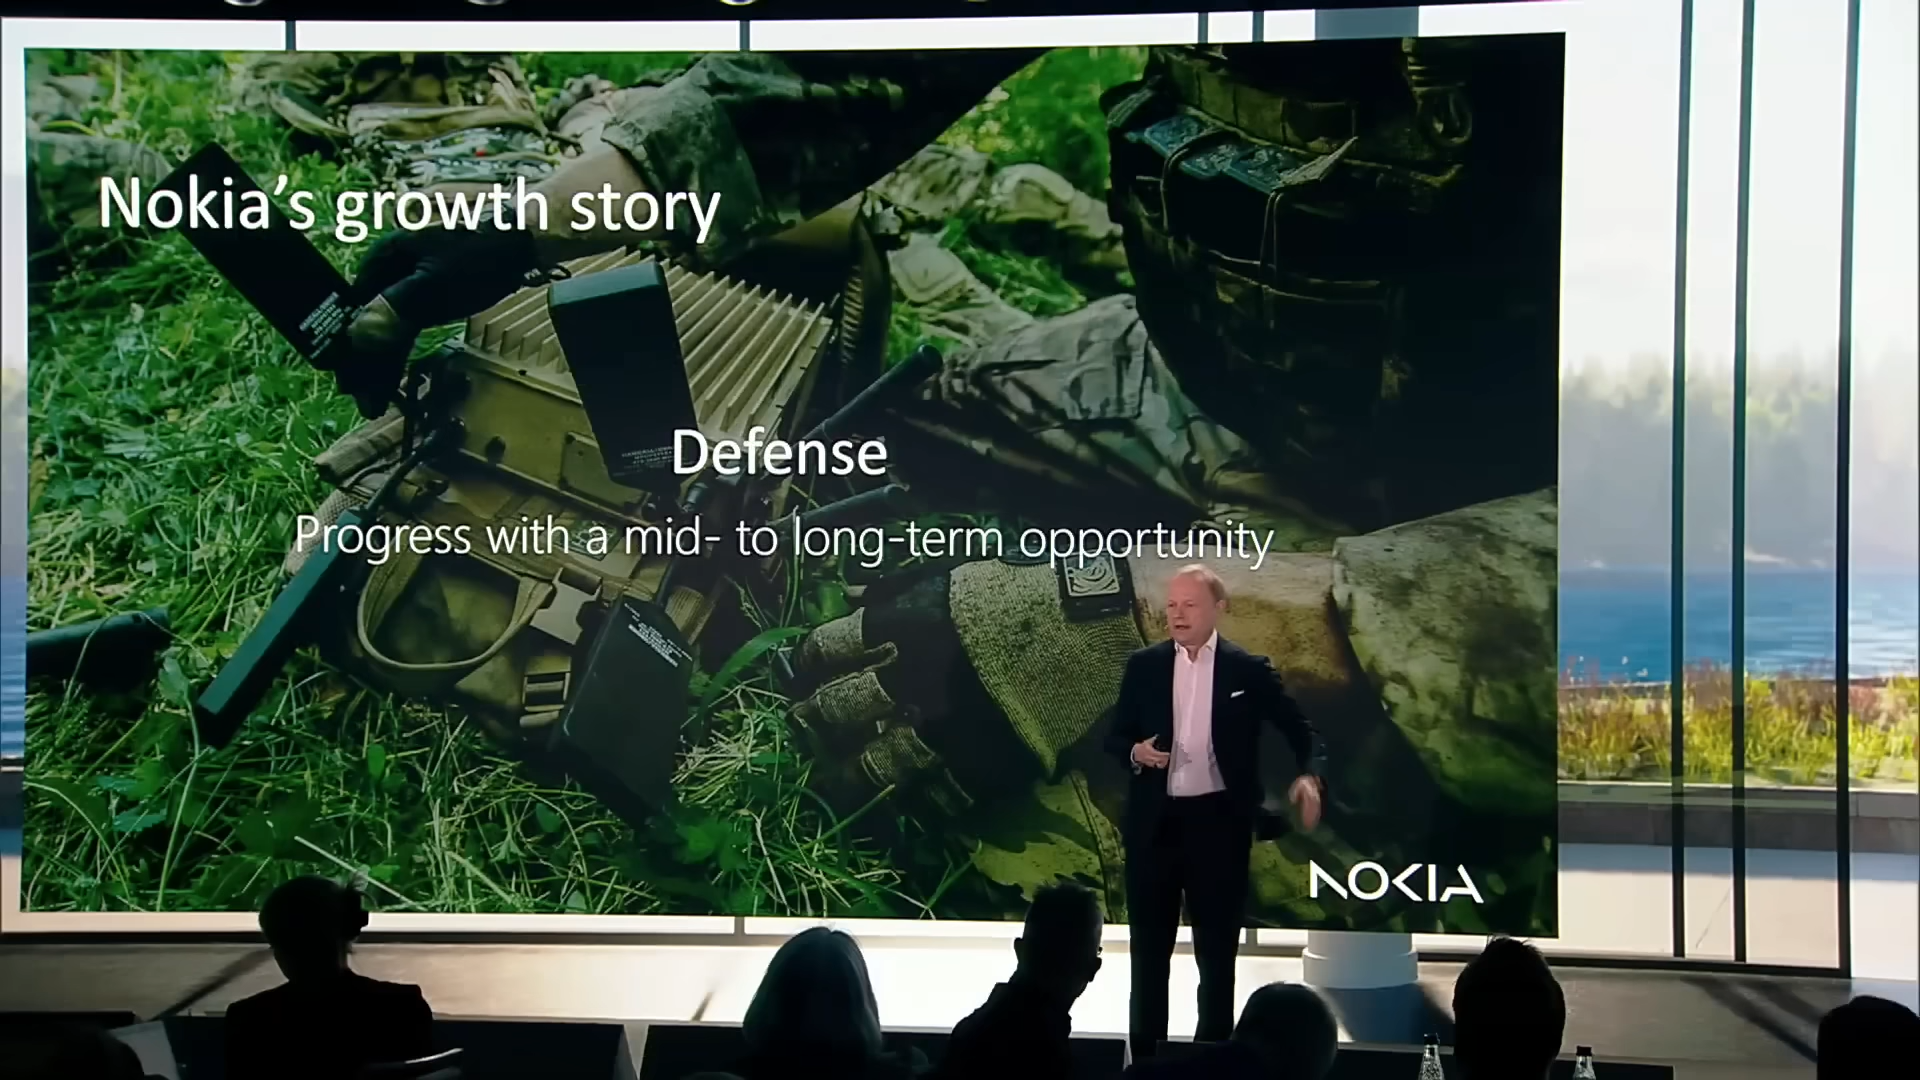 Nokia’s growth story
Defense
Progress with a mid- to long-term opportunity
NOKIA